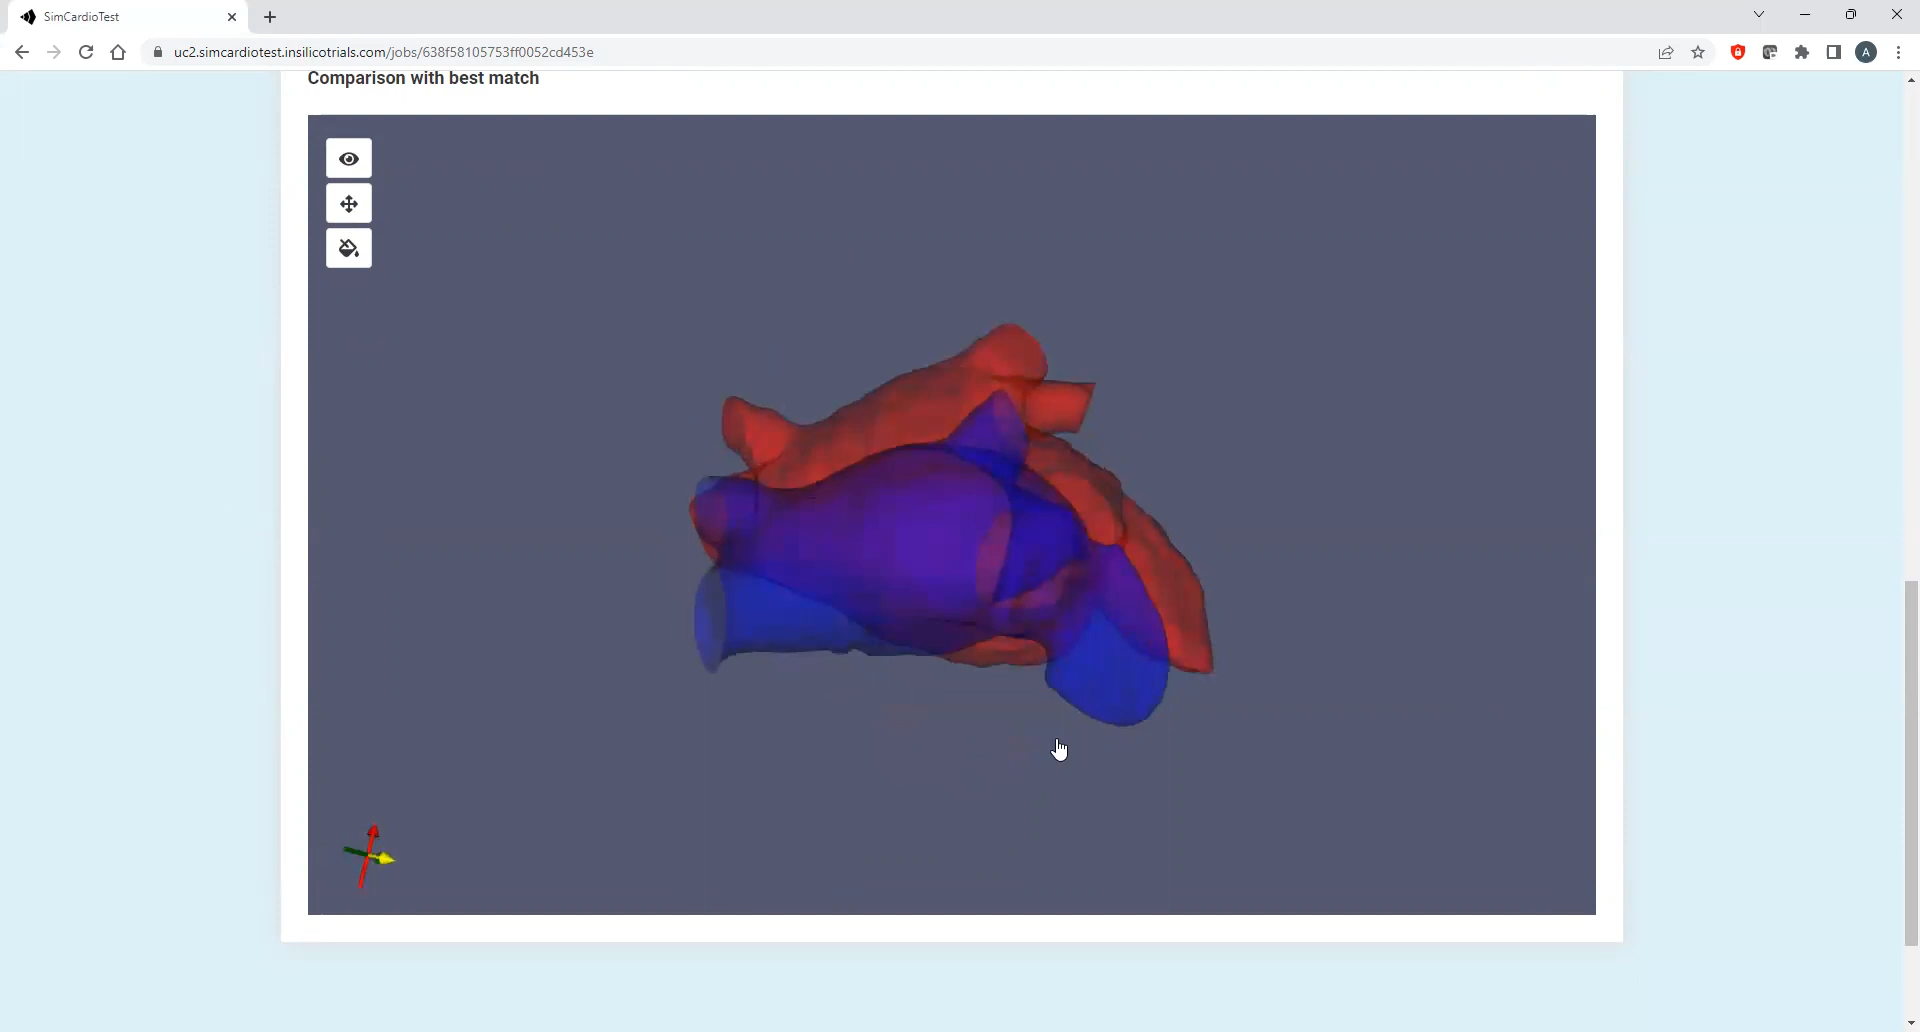 SimCardioTest
uc2.simcardiotest.insilicotrials.com/jobs/638f58105753ff0052cd453e
A
Comparison with best match